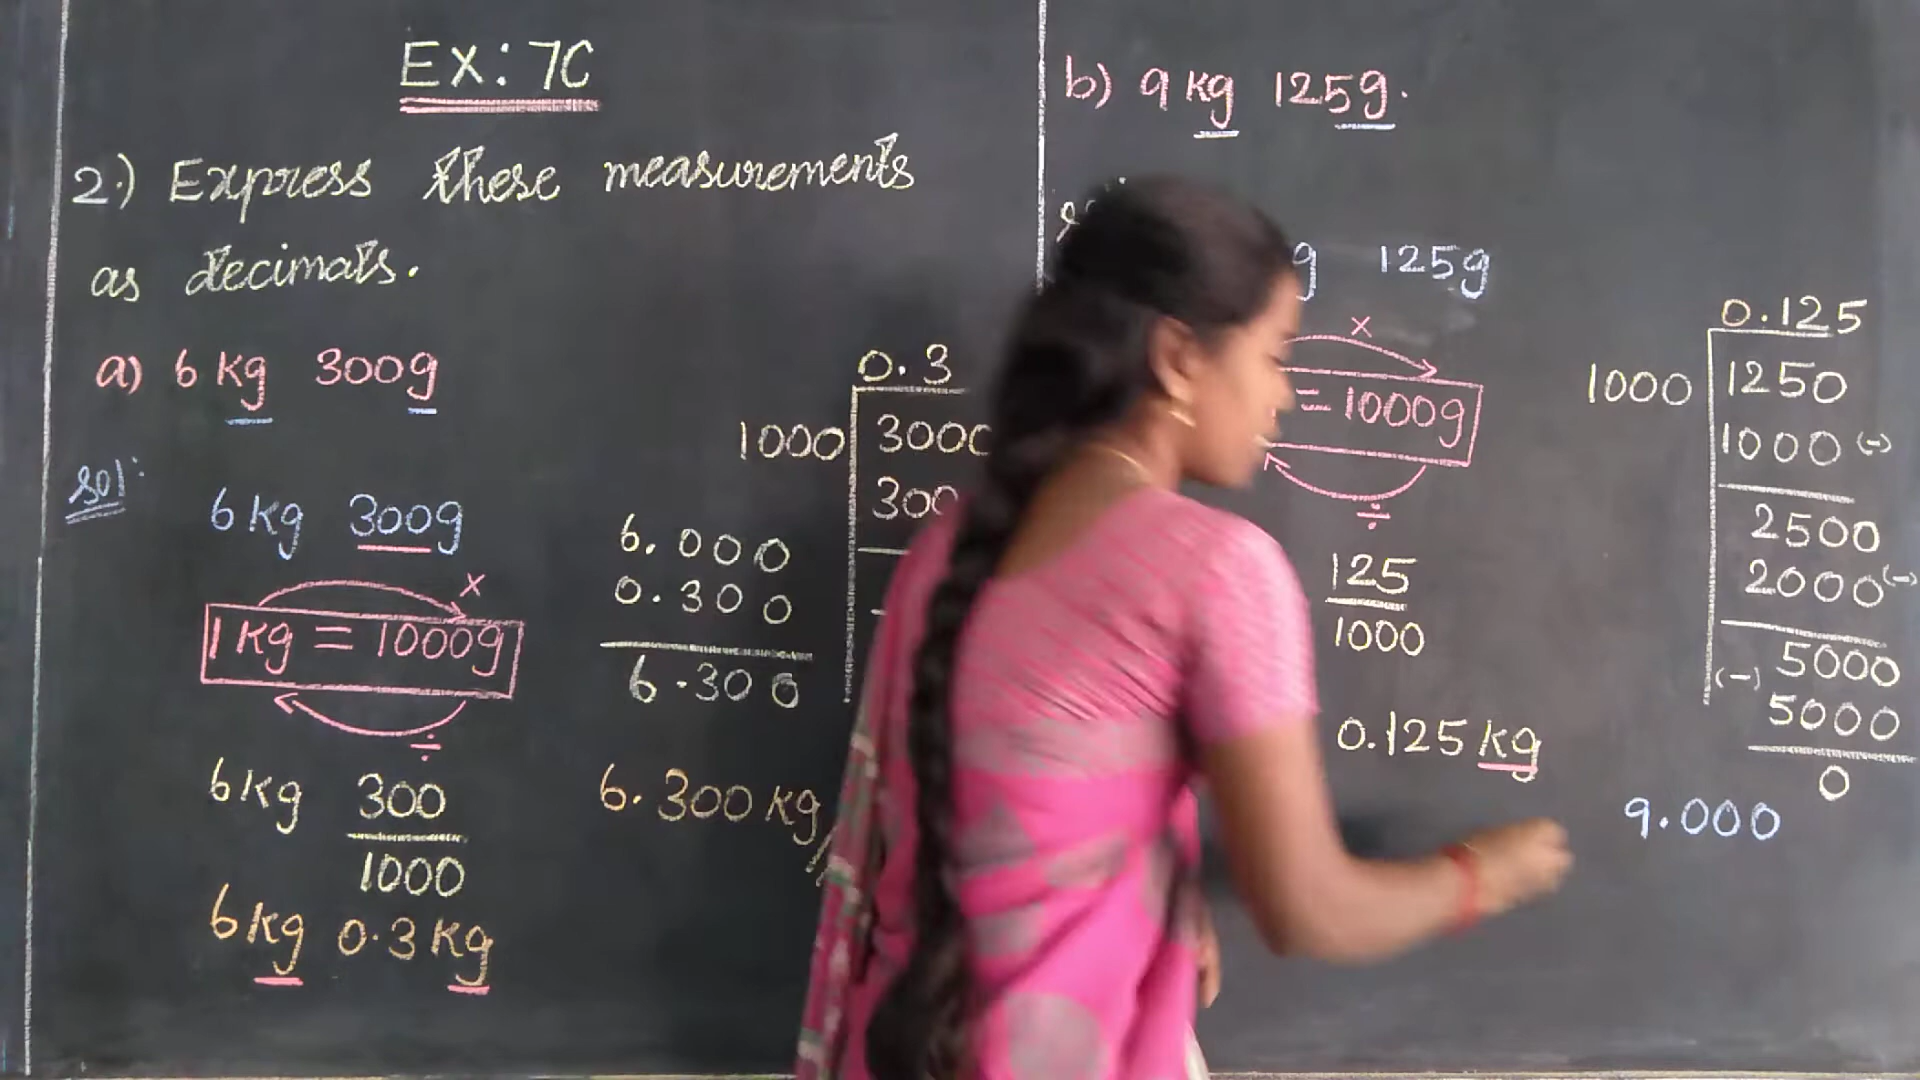 EX: 7C
2.) Express these measurements
as decimals.
a) 6 kg 300g
sol:
6 kg 300g
x
1 kg = 1000g
÷
6 kg 300
1000
6 kg 0.3 kg
0.3
1000
300
6.000
0.300
6.300
6.300 kg
b) 9 kg 125g.
125g
x
= 1000g
÷
125
1000
0.125 kg
0.125
1000 1250
1000 (-)
2500
2000 (-)
5000
(-) 5000
0
9.000